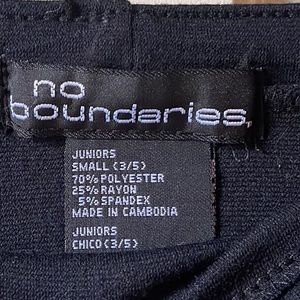 no
boundaries,
JUNIORS
SMALL (3/5)
70% POLYESTER
25% RAYON
5% SPANDEX
MADE IN CAMBODIA
JUNIORS
CHICO (3/5)